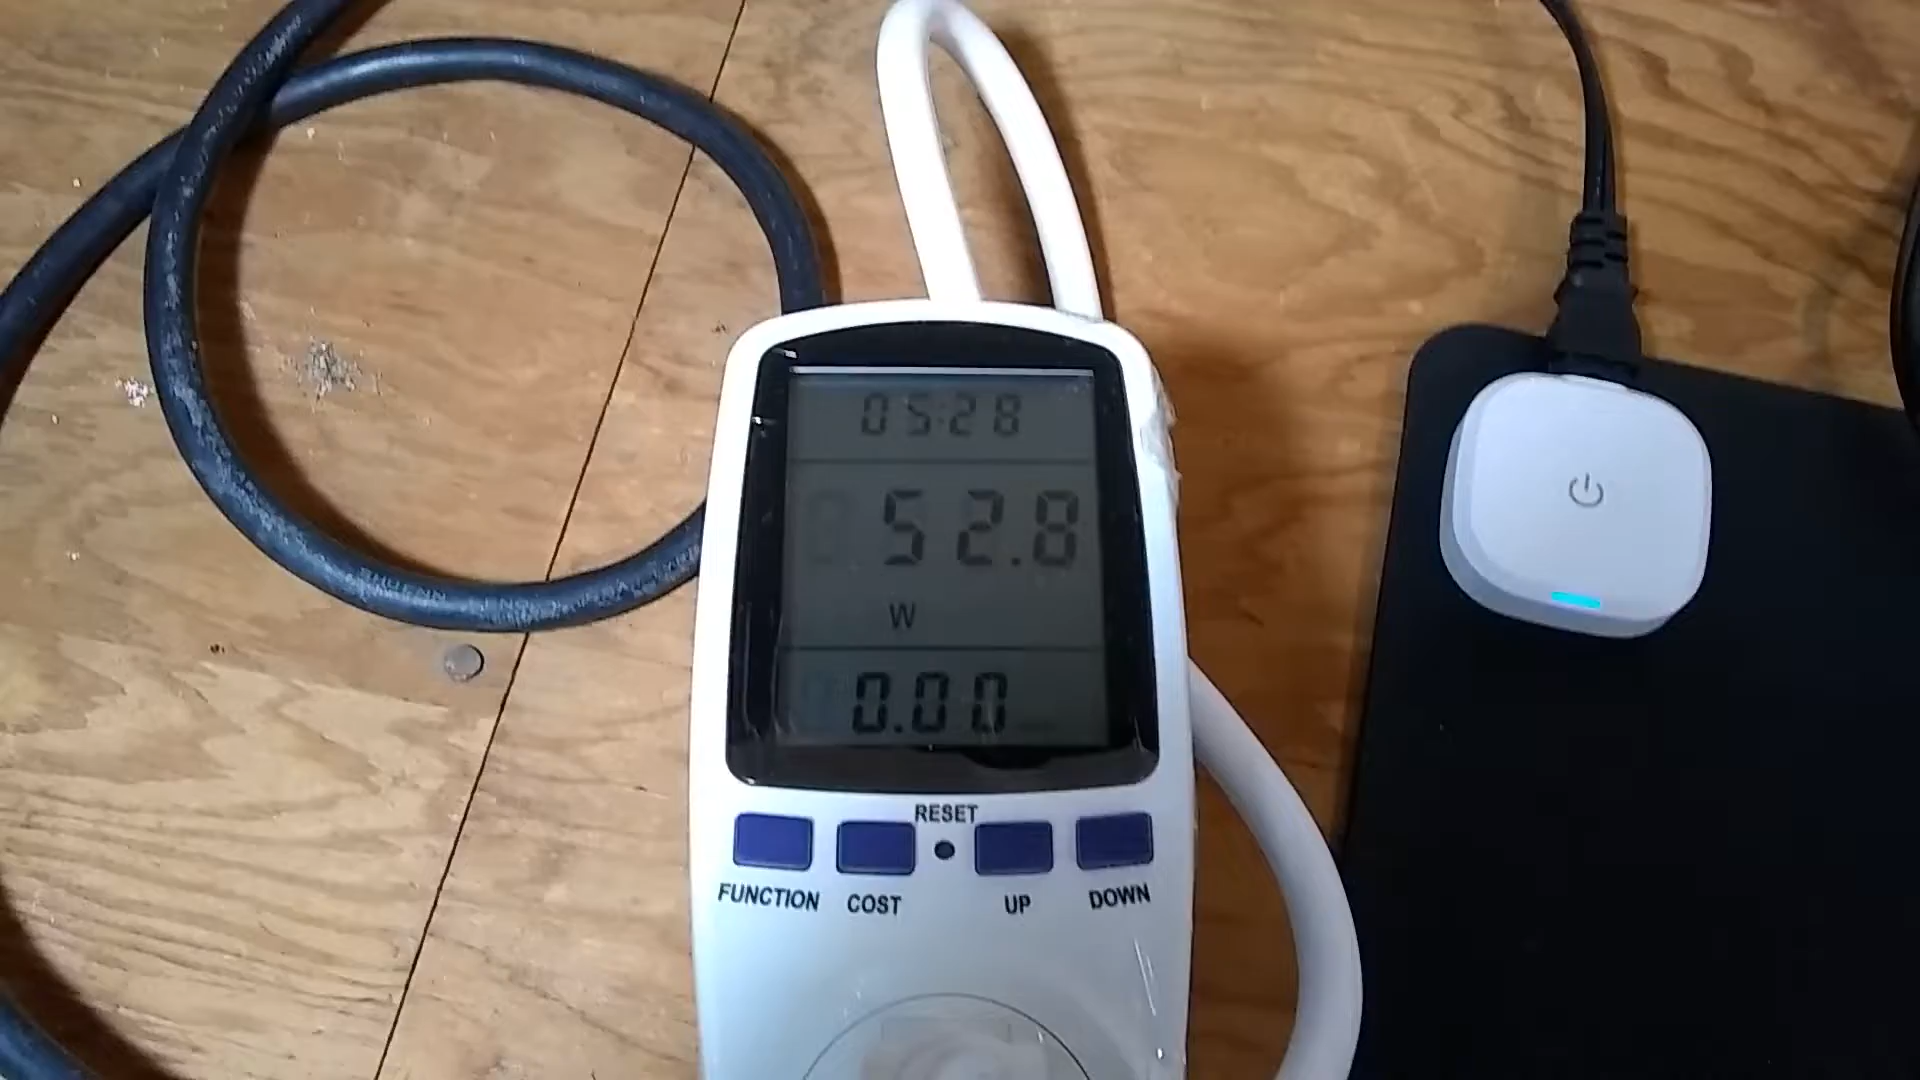 05:28
52.8
W
0.00
RESET
FUNCTION
COST
UP
DOWN